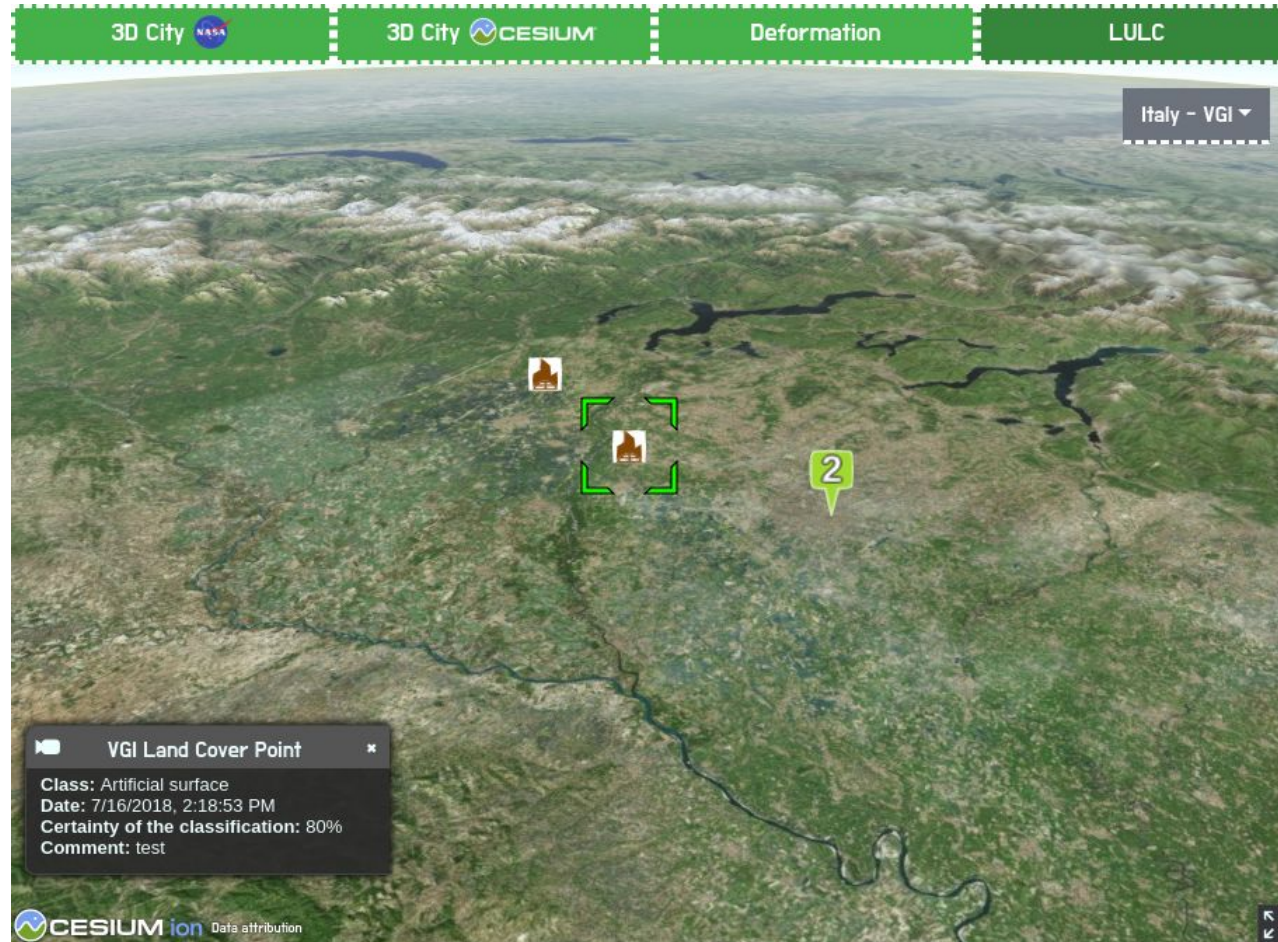 3D City NASA
3D City CESIUM
Deformation
LULC
Italy - VGI
2
VGI Land Cover Point
Class: Artificial surface
Date: 7/16/2018, 2:18:53 PM
Certainty of the classification: 80%
Comment: test
CESIUM ion Data attribution